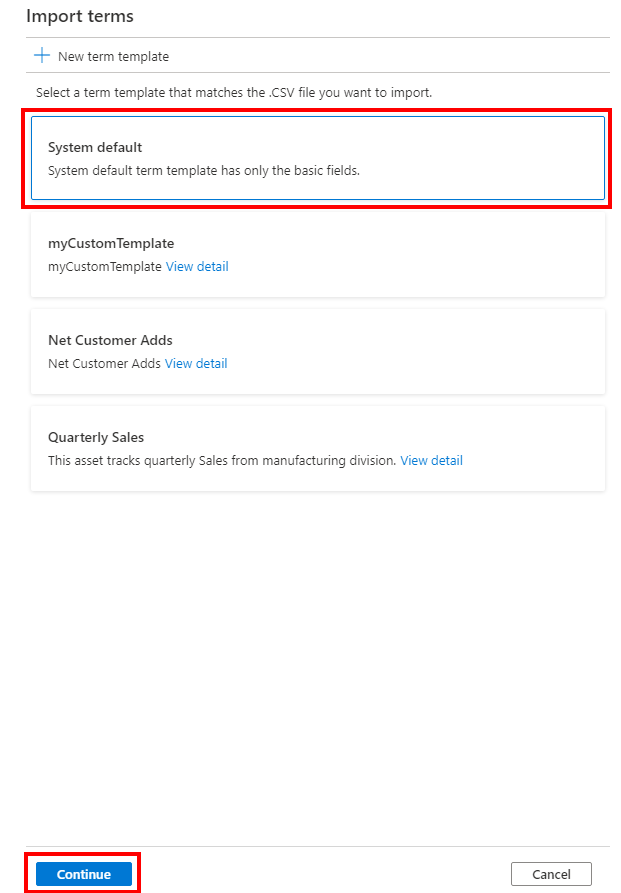 Import terms
New term template
Select a term template that matches the .CSV file you want to import.
System default
System default term template has only the basic fields.
myCustomTemplate
myCustomTemplate View detail
Net Customer Adds
Net Customer Adds View detail
Quarterly Sales
This asset tracks quarterly Sales from manufacturing division. View detail
Continue Cancel